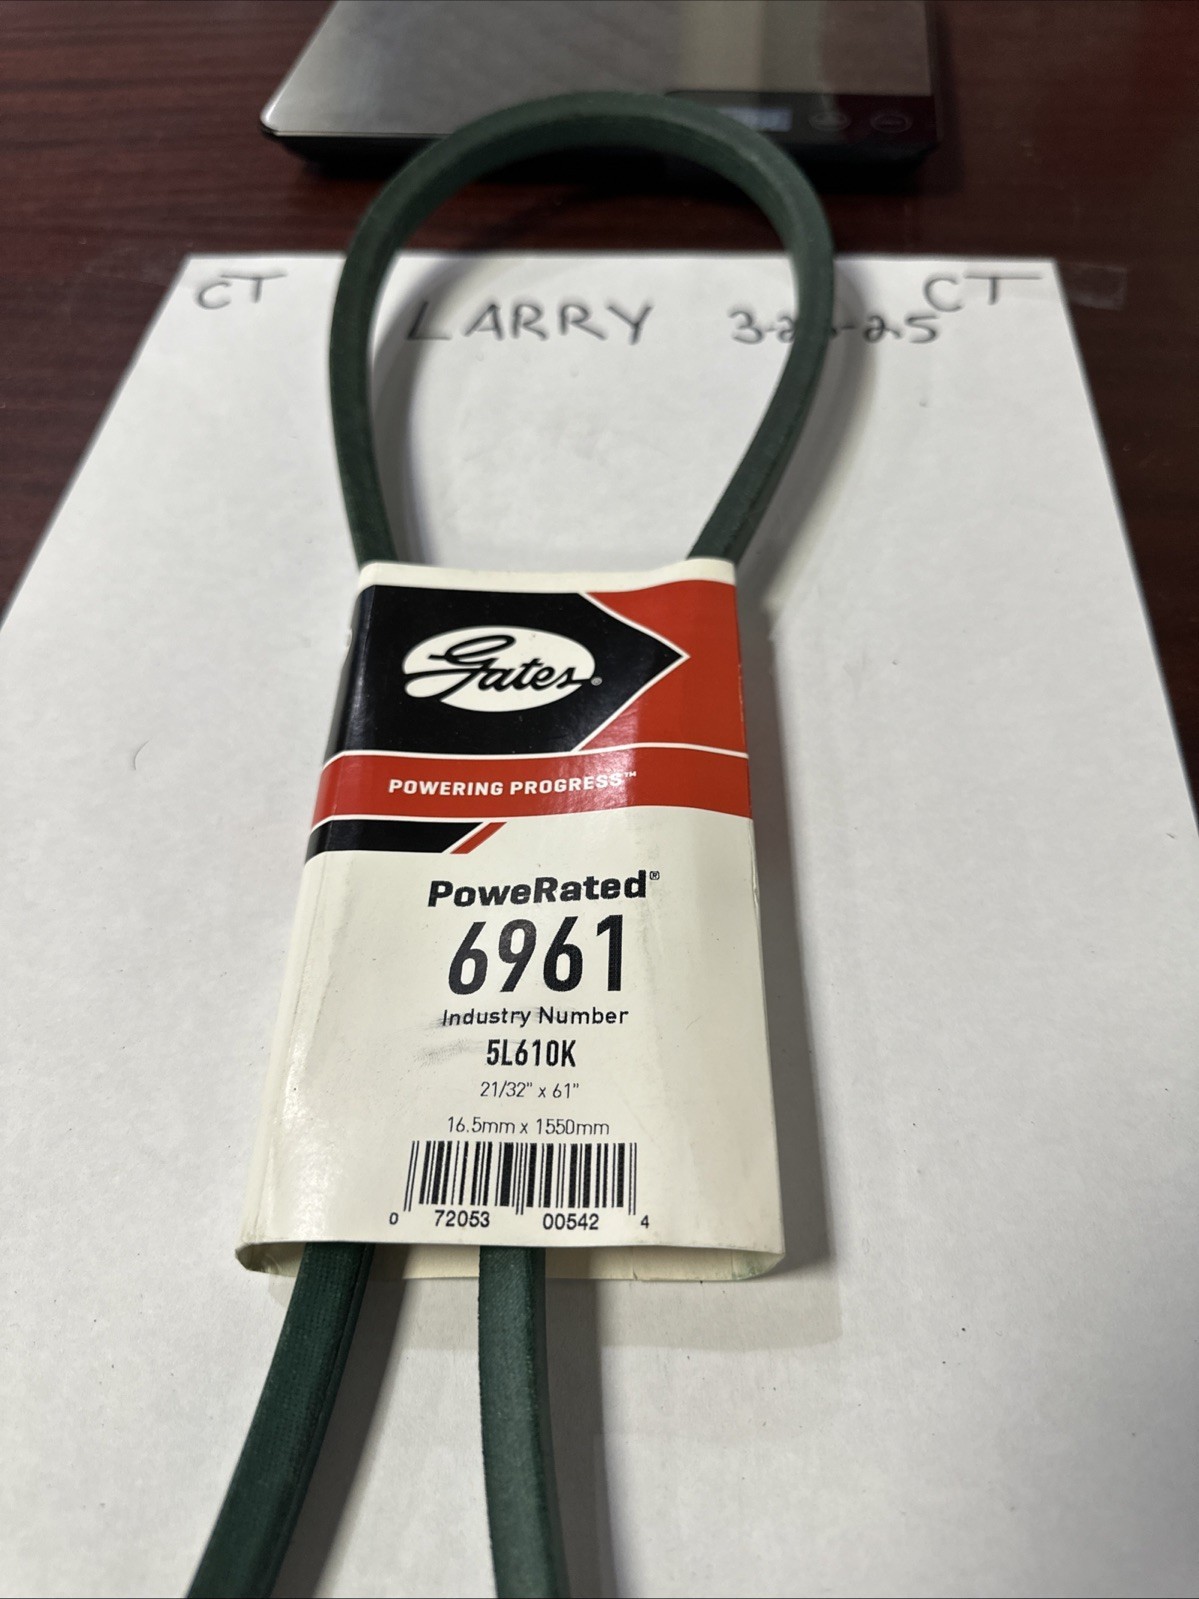 CT LARRY CT
Gates®
POWERING PROGRESS™
PoweRated®
6961
Industry Number
5L610K
21/32" x 61"
16.5mm x 1550mm
0 72053 00542 4